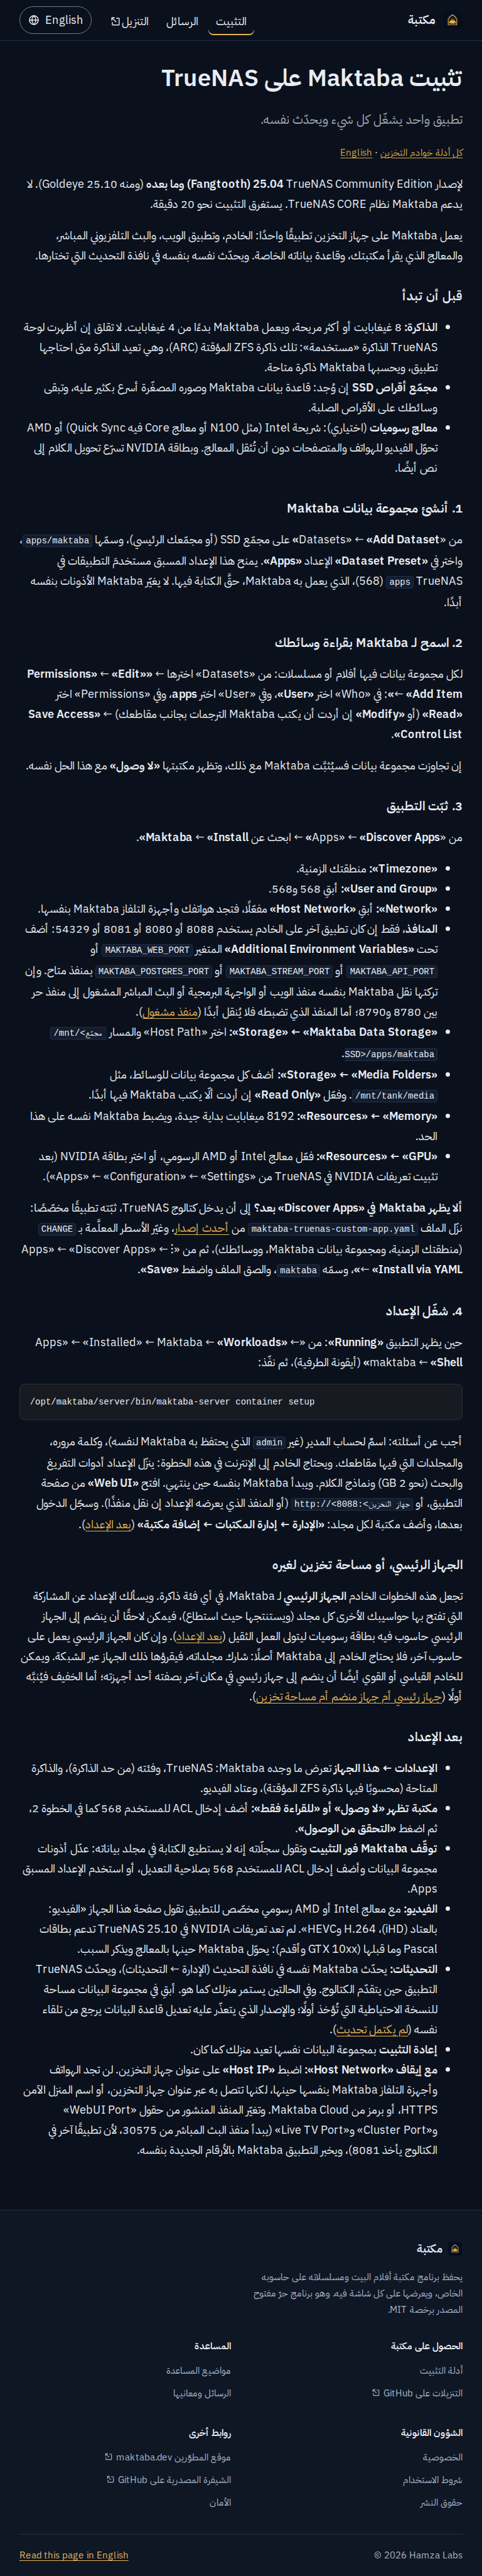 مكتبة
التثبيت
الرسائل
التنزيل
English
تثبيت Maktaba على TrueNAS
تطبيق واحد يشغّل كل شيء ويحدّث نفسه.
كل أدلة خوادم التخزين · English
لإصدار TrueNAS Community Edition 25.04 (Fangtooth) وما بعده (ومنه 25.10 Goldeye). لا
يدعم Maktaba نظام TrueNAS CORE. يستغرق التثبيت نحو 20 دقيقة.
يعمل Maktaba على جهاز التخزين تطبيقًا واحدًا: الخادم، وتطبيق الويب، والبث التلفزيوني المباشر،
والمعالج الذي يقرأ مكتبتك، وقاعدة بياناته الخاصة. ويحدّث نفسه بنفسه في نافذة التحديث التي تختارها.
قبل أن تبدأ
الذاكرة: 8 غيغابايت أو أكثر مريحة، ويعمل Maktaba بدءًا من 4 غيغابايت. لا تقلق إن أظهرت لوحة
TrueNAS الذاكرة «مستخدمة»: تلك ذاكرة ZFS المؤقتة (ARC)، وهي تعيد الذاكرة متى احتاجها
تطبيق، ويحسبها Maktaba ذاكرة متاحة.
مجمّع أقراص SSD إن وُجد: قاعدة بيانات Maktaba وصوره المصغّرة أسرع بكثير عليه، وتبقى
وسائطك على الأقراص الصلبة.
معالج رسوميات (اختياري): شريحة Intel (مثل N100 أو معالج Core فيه Quick Sync) أو AMD
تحوّل الفيديو للهواتف والمتصفحات دون أن تُثقل المعالج. وبطاقة NVIDIA تسرّع تحويل الكلام إلى
نص أيضًا.
1. أنشئ مجموعة بيانات Maktaba
من «Datasets» ← «Add Dataset» على مجمّع SSD (أو مجمّعك الرئيسي)، وسمّها apps/maktaba،
واختر في «Dataset Preset» الإعداد «Apps». يمنح هذا الإعداد المسبق مستخدمَ التطبيقات في
TrueNAS apps (568)، الذي يعمل به Maktaba، حقَّ الكتابة فيها. لا يغيّر Maktaba الأذونات بنفسه
أبدًا.
2. اسمح لـ Maktaba بقراءة وسائطك
لكل مجموعة بيانات فيها أفلام أو مسلسلات: من «Datasets» اخترها ← «Edit» ← «Permissions
» ← «Add Item»: في «Who» اختر «User»، وفي «User» اختر apps، وفي «Permissions» اختر
«Read» (أو «Modify» إن أردت أن يكتب Maktaba الترجمات بجانب مقاطعك) ← «Save Access
Control List».
إن تجاوزت مجموعة بيانات فسيُثبَّت Maktaba مع ذلك، وتظهر مكتبتها «لا وصول» مع هذا الحل نفسه.
3. ثبّت التطبيق
من «Apps» ← «Discover Apps» ← ابحث عن Maktaba ← «Install».
«Timezone»: منطقتك الزمنية.
«User and Group»: أبقِ 568 و568.
«Network»: أبقِ «Host Network» مفعّلًا، فتجد هواتفك وأجهزة التلفاز Maktaba بنفسها.
المنافذ، فقط إن كان تطبيق آخر على الخادم يستخدم 8088 أو 8080 أو 8081 أو 54329: أضف
تحت «Additional Environment Variables» المتغير MAKTABA_WEB_PORT أو
MAKTABA_API_PORT أو MAKTABA_STREAM_PORT أو MAKTABA_POSTGRES_PORT بمنفذ متاح. وإن
تركتها نقل Maktaba بنفسه منفذ الويب أو الواجهة البرمجية أو البث المباشر المشغول إلى منفذ حر
بين 8780 و8790؛ أما المنفذ الذي تضبطه فلا يُنقل أبدًا (منفذ مشغول).
«Storage» ← «Maktaba Data Storage»: اختر «Host Path» والمسار /mnt/<مجمّع
SSD>/apps/maktaba.
«Storage» ← «Media Folders»: أضف كل مجموعة بيانات للوسائط، مثل
/mnt/tank/media. وفعّل «Read Only» إن أردت ألّا يكتب Maktaba فيها أبدًا.
«Resources» ← «Memory»: 8192 ميغابايت بداية جيدة، ويضبط Maktaba نفسه على هذا
الحد.
«Resources» ← «GPU»: فعّل معالج Intel أو AMD الرسومي، أو اختر بطاقة NVIDIA (بعد
تثبيت تعريفات NVIDIA في TrueNAS من «Apps» ← «Configuration» ← «Settings»).
ألا يظهر Maktaba في «Discover Apps» بعد؟ إلى أن يدخل كتالوج TrueNAS، ثبّته تطبيقًا مخصّصًا:
نزّل الملف maktaba-truenas-custom-app.yaml من أحدث إصدار، وغيّر الأسطر المعلَّمة بـ CHANGE
(منطقتك الزمنية، ومجموعة بيانات Maktaba، ووسائطك)، ثم من «Apps» ← «Discover Apps» ← «⋮
» ← «Install via YAML»، وسمّه maktaba، والصق الملف واضغط «Save».
4. شغّل الإعداد
حين يظهر التطبيق «Running»: من «Apps» ← «Installed» ← Maktaba ← «Workloads» ←
maktaba ← «Shell» (أيقونة الطرفية)، ثم نفّذ:
/opt/maktaba/server/bin/maktaba-server container setup
أجب عن أسئلته: اسمٌ لحساب المدير (غير admin الذي يحتفظ به Maktaba لنفسه)، وكلمة مروره،
والمجلدات التي فيها مقاطعك. ويحتاج الخادم إلى الإنترنت في هذه الخطوة: ينزّل الإعداد أدوات التفريغ
والبحث (نحو 2 GB) ونماذج الكلام. ويبدأ Maktaba بنفسه حين ينتهي. افتح «Web UI» من صفحة
التطبيق، أو http://<جهاز التخزين>:8088 (أو المنفذ الذي يعرضه الإعداد إن نقل منفذًا). وسجّل الدخول
بعدها، وأضف مكتبة لكل مجلد: «الإدارة ← إدارة المكتبات ← إضافة مكتبة» (بعد الإعداد).
الجهاز الرئيسي، أو مساحة تخزين لغيره
تجعل هذه الخطوات الخادم الجهاز الرئيسي لـ Maktaba، في أي فئة ذاكرة. ويسألك الإعداد عن المشاركة
التي تفتح بها حواسيبك الأخرى كل مجلد (ويستنتجها حيث استطاع)، فيمكن لاحقًا أن ينضم إلى الجهاز
الرئيسي حاسوب فيه بطاقة رسوميات ليتولى العمل الثقيل (بعد الإعداد). وإن كان الجهاز الرئيسي يعمل على
حاسوب آخر، فلا يحتاج الخادم إلى Maktaba أصلًا: شارك مجلداته، فيقرؤها ذلك الجهاز عبر الشبكة. ويمكن
للخادم القياسي أو القوي أيضًا أن ينضم إلى جهاز رئيسي في مكان آخر بصفته أحد أجهزته؛ أما الخفيف فيُنبَّه
أولًا (جهاز رئيسي أم جهاز منضم أم مساحة تخزين).
بعد الإعداد
الإعدادات ← هذا الجهاز تعرض ما وجده Maktaba: TrueNAS، وفئته (من حد الذاكرة)، والذاكرة
المتاحة (محسوبًا فيها ذاكرة ZFS المؤقتة)، وعتاد الفيديو.
مكتبة تظهر «لا وصول» أو «للقراءة فقط»: أضف إدخال ACL للمستخدم 568 كما في الخطوة 2،
ثم اضغط «التحقق من الوصول».
توقّف Maktaba فور التثبيت وتقول سجلّاته إنه لا يستطيع الكتابة في مجلد بياناته: عدّل أذونات
مجموعة البيانات وأضف إدخال ACL للمستخدم 568 بصلاحية التعديل، أو استخدم الإعداد المسبق
Apps.
الفيديو: مع معالج Intel أو AMD رسومي مخصّص للتطبيق تقول صفحة هذا الجهاز «الفيديو:
بالعتاد (iHD)، H.264 وHEVC». لم تعد تعريفات NVIDIA في TrueNAS 25.10 تدعم بطاقات
Pascal وما قبلها (GTX 10xx وأقدم): يحوّل Maktaba حينها بالمعالج ويذكر السبب.
التحديثات: يحدّث Maktaba نفسه في نافذة التحديث (الإدارة ← التحديثات)، ويحدّث TrueNAS
التطبيق حين يتقدّم الكتالوج. وفي الحالتين يستمر منزلك كما هو. أبقِ في مجموعة البيانات مساحة
للنسخة الاحتياطية التي تُؤخذ أولًا؛ والإصدار الذي يتعذّر عليه تعديل قاعدة البيانات يرجع من تلقاء
نفسه (لم يكتمل تحديث).
إعادة التثبيت بمجموعة البيانات نفسها تعيد منزلك كما كان.
مع إيقاف «Host Network»: اضبط «Host IP» على عنوان جهاز التخزين. لن تجد الهواتف
وأجهزة التلفاز Maktaba بنفسها حينها، لكنها تتصل به عبر عنوان جهاز التخزين، أو اسم المنزل الآمن
HTTPS، أو برمز من Maktaba Cloud. وتغيّر المنفذ المنشور من حقول «WebUI Port»
و«Cluster Port» و«Live TV Port» (يبدأ منفذ البث المباشر من 30575، لأن تطبيقًا آخر في
الكتالوج يأخذ 8081)، ويخبر التطبيق Maktaba بالأرقام الجديدة بنفسه.
مكتبة
يحفظ برنامج مكتبة أفلام البيت ومسلسلاته على حاسوبه
الخاص، ويعرضها على كل شاشة فيه. وهو برنامج حرّ مفتوح
المصدر برخصة MIT.
الحصول على مكتبة
أدلة التثبيت
التنزيلات على GitHub
المساعدة
مواضيع المساعدة
الرسائل ومعانيها
الشؤون القانونية
الخصوصية
شروط الاستخدام
حقوق النشر
روابط أخرى
موقع المطوّرين maktaba.dev
الشيفرة المصدرية على GitHub
الأمان
© 2026 Hamza Labs
Read this page in English